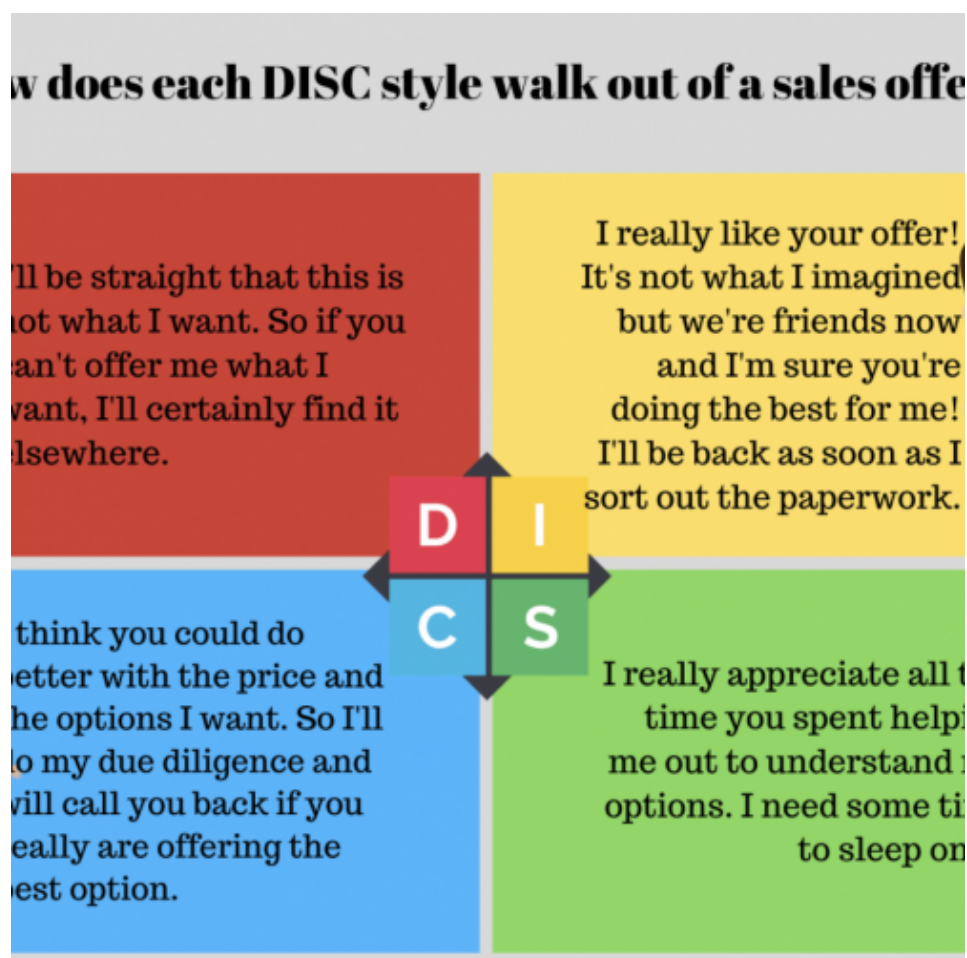 w does each DISC style walk out of a sales offe
'll be straight that this is
not what I want. So if you
can't offer me what I
want, I'll certainly find it
elsewhere.
I really like your offer!
It's not what I imagined
but we're friends now
and I'm sure you're
doing the best for me!
I'll be back as soon as I
sort out the paperwork.
D I
C S
think you could do
better with the price and
the options I want. So I'll
do my due diligence and
will call you back if you
really are offering the
best option.
I really appreciate all t
time you spent helpi
me out to understand
options. I need some ti
to sleep on